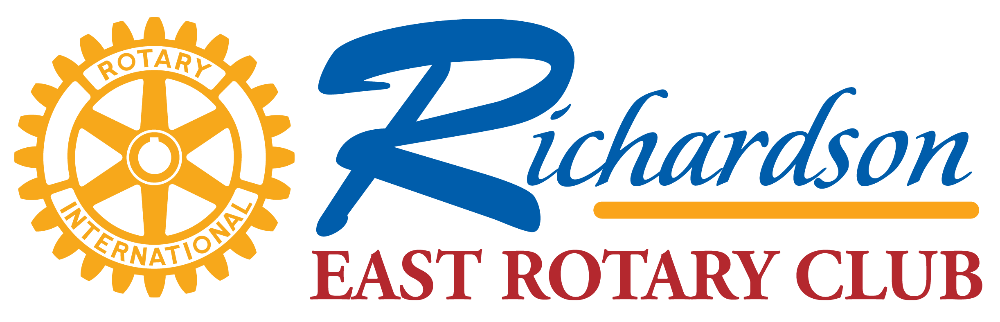 ROTARY
INTERNATIONAL
Richardson
EAST ROTARY CLUB